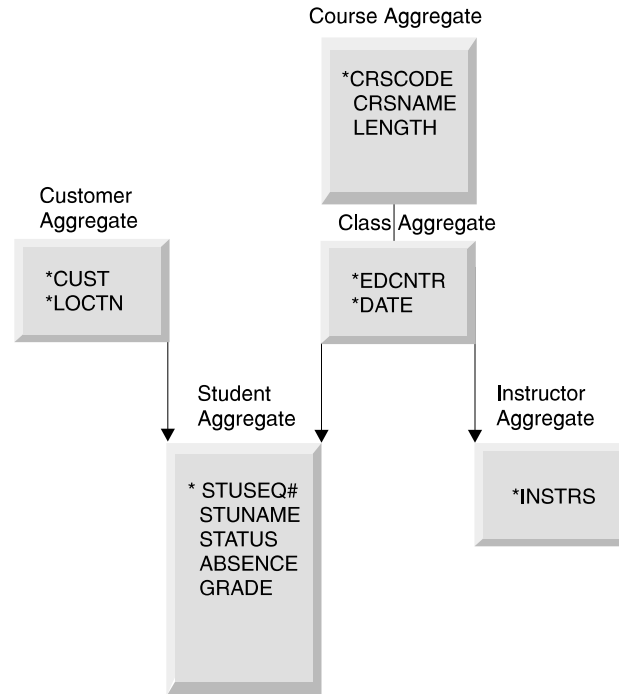 Course Aggregate
*CRSCODE
CRSNAME
LENGTH
Customer
Aggregate
*CUST
*LOCTN
Class Aggregate
*EDCNTR
*DATE
Student
Aggregate
* STUSEQ#
STUNAME
STATUS
ABSENCE
GRADE
Instructor
Aggregate
*INSTRS